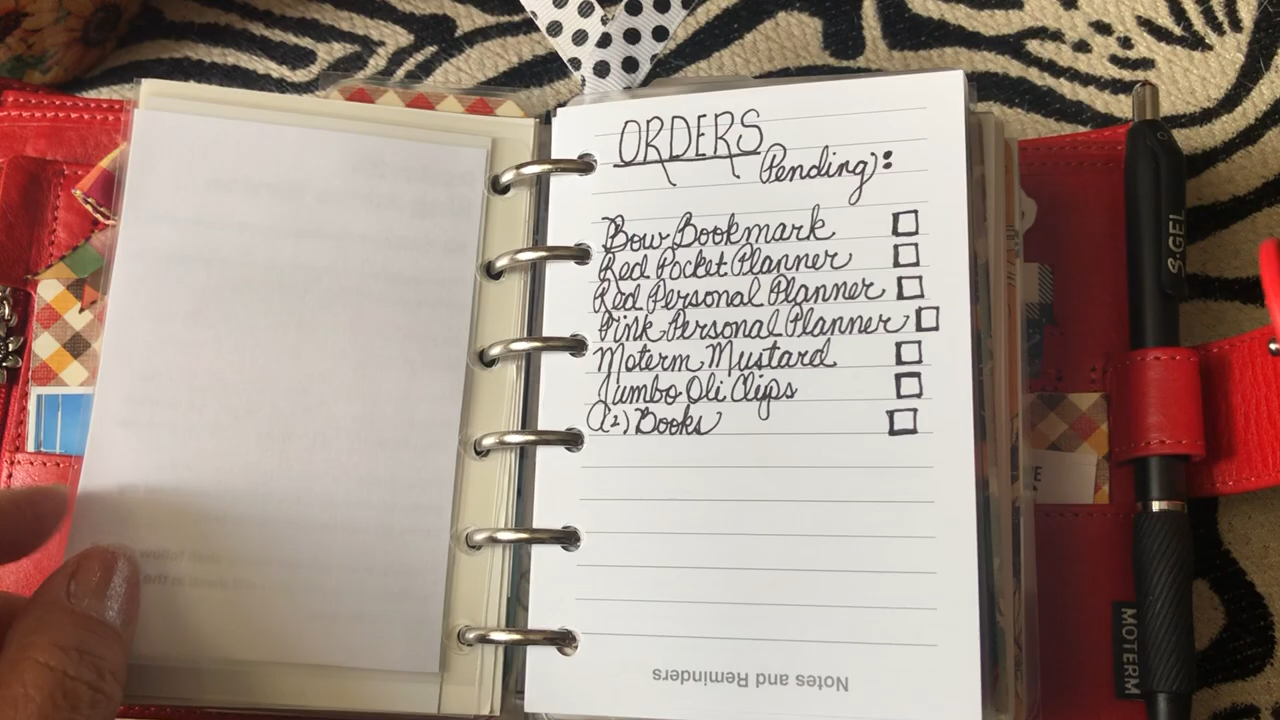 ORDERS
Pending:
Bow Bookmark
Red Pocket Planner
Red Personal Planner
Pink Personal Planner
Moterm Mustard
Jumbo Oli Clips
(2) Books
Notes and Reminders
S·GEL
MOTERM